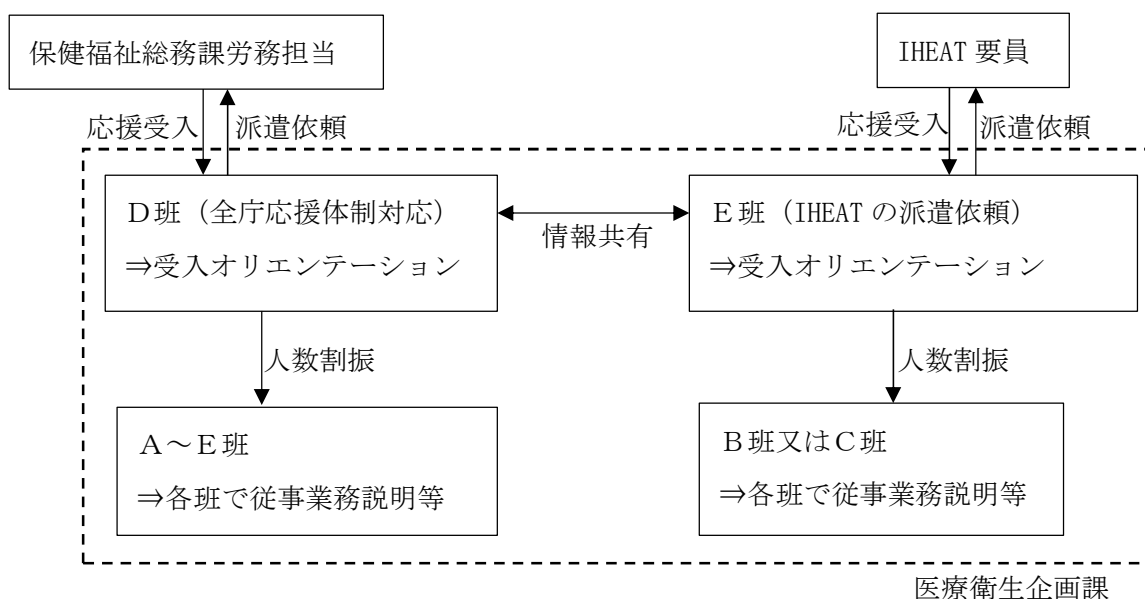 保健福祉総務課労務担当
IHEAT 要員
応援受入
派遣依頼
応援受入
派遣依頼
D班（全庁応援体制対応）
⇒受入オリエンテーション
情報共有
E班（IHEAT の派遣依頼）
⇒受入オリエンテーション
人数割振
人数割振
A～E班
⇒各班で従事業務説明等
B班又はC班
⇒各班で従事業務説明等
医療衛生企画課